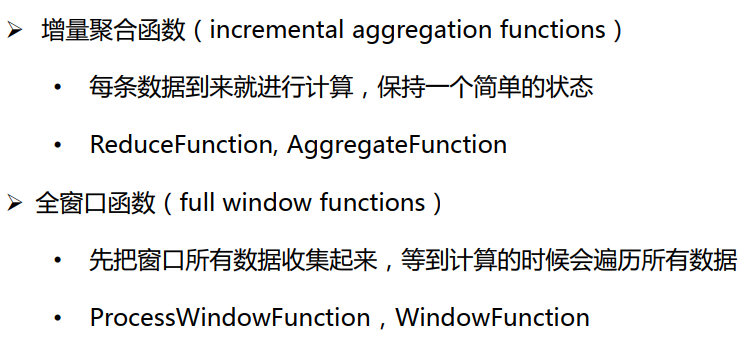 ➢ 增量聚合函数（incremental aggregation functions）
• 每条数据到来就进行计算，保持一个简单的状态
• ReduceFunction, AggregateFunction
➢ 全窗口函数（full window functions）
• 先把窗口所有数据收集起来，等到计算的时候会遍历所有数据
• ProcessWindowFunction，WindowFunction